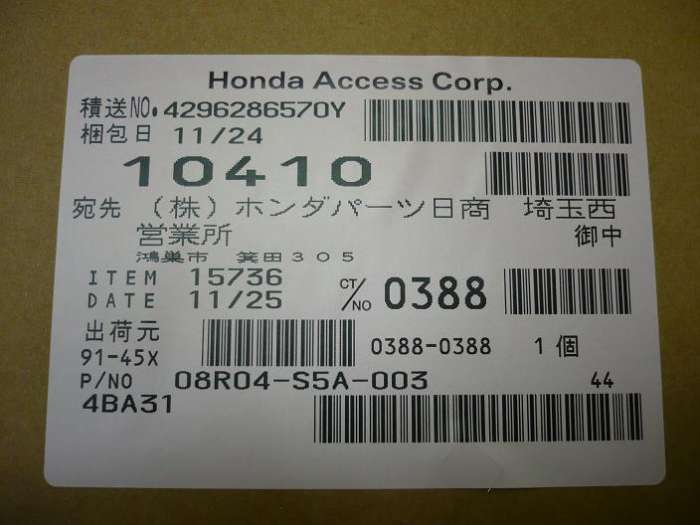 Honda Access Corp.
積送NO. 4296286570Y
梱包日 11/24
10410
宛先 (株)ホンダパーツ日商 埼玉西
営業所 御中
鴻巣市 箕田305
ITEM 15736
DATE 11/25
CT/NO 0388
出荷元
91-45X
0388-0388 1個
P/NO 08R04-S5A-003 44
4BA31